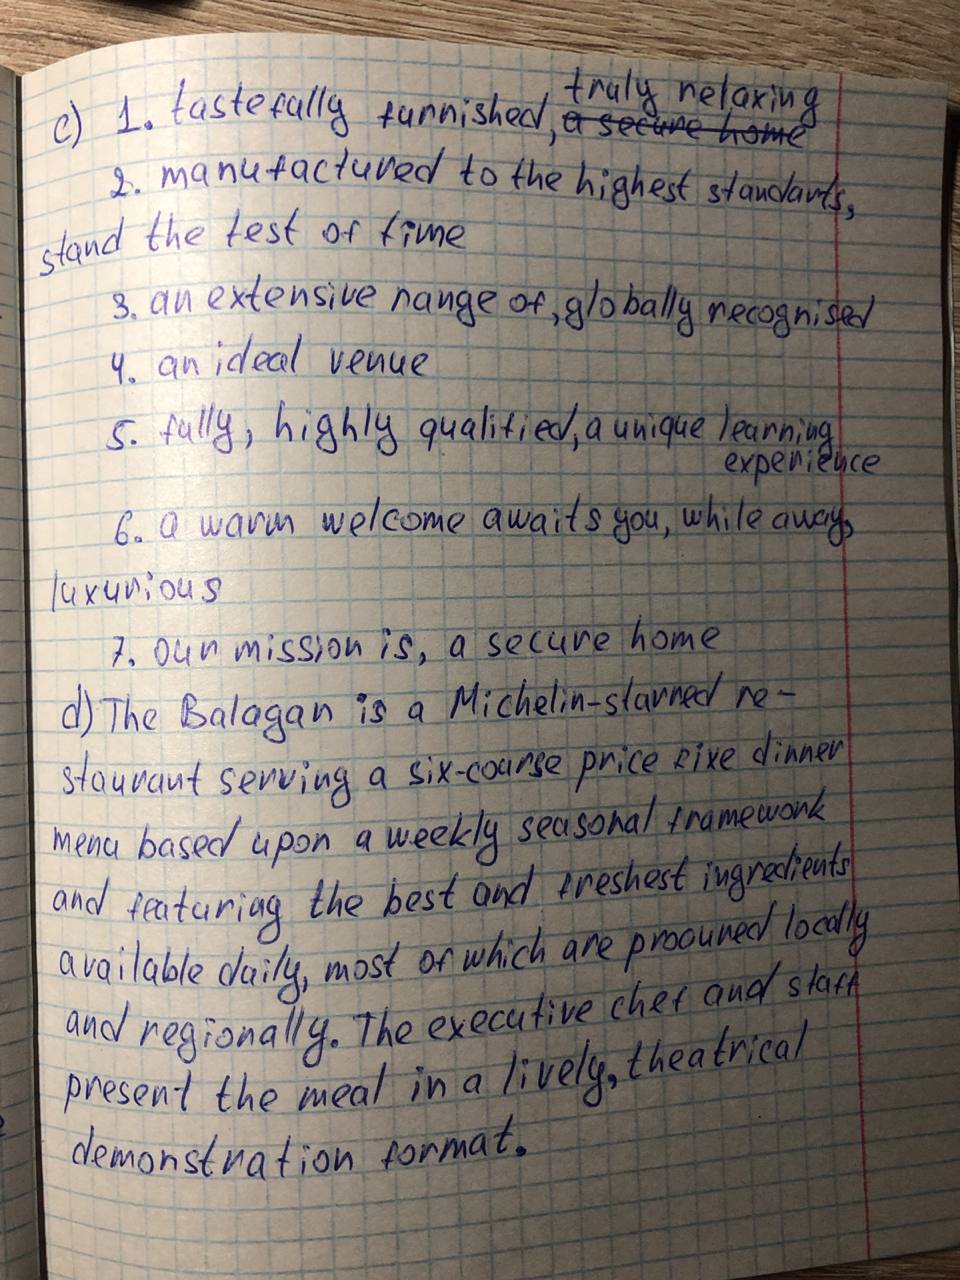 truly relaxing
c) 1. tastefully furnished, a secure home
2. manufactured to the highest standarts,
stand the test of time
3. an extensive range of, globally recognised
4. an ideal venue
5. fully, highly qualified, a unique learning
experience
6. a warm welcome awaits you, while away,
luxurious
7. our mission is, a secure home
d) The Balagan is a Michelin-starred re-
staurant serving a six-course price fixe dinner
menu based upon a weekly seasonal framework
and featuring the best and freshest ingredients
available daily, most of which are procured locally
and regionally. The executive chef and staff
present the meal in a lively, theatrical
demonstration format.